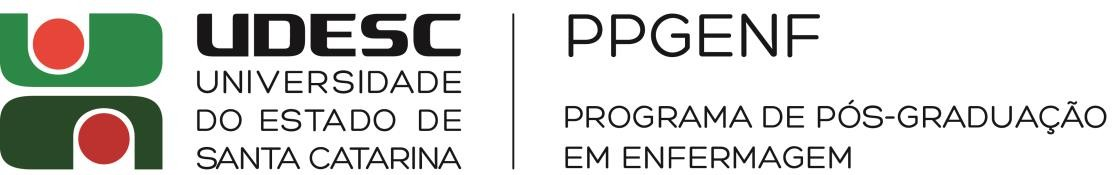 UDESC
UNIVERSIDADE
DO ESTADO DE
SANTA CATARINA
PPGENF
PROGRAMA DE PÓS-GRADUAÇÃO
EM ENFERMAGEM